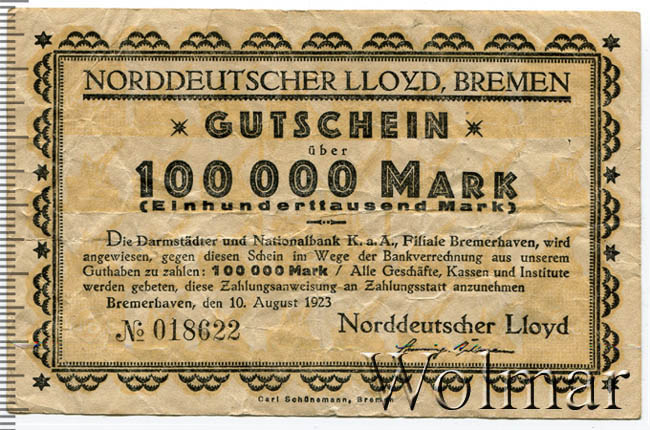 NORDDEUTSCHER LLOYD, BREMEN
GUTSCHEIN
über
100 000 MARK
(Einhunderttausend Mark)
Die Darmstädter und Nationalbank K. a. A., Filiale Bremerhaven, wird
angewiesen, gegen diesen Schein im Wege der Bankverrechnung aus unserem
Guthaben zu zahlen: 100 000 Mark / Alle Geschäfte, Kassen und Institute
werden gebeten, diese Zahlungsanweisung an Zahlungsstatt anzunehmen
Bremerhaven, den 10. August 1923
№ 018622 Norddeutscher Lloyd
Carl Schünemann, Bremen
Wolmar